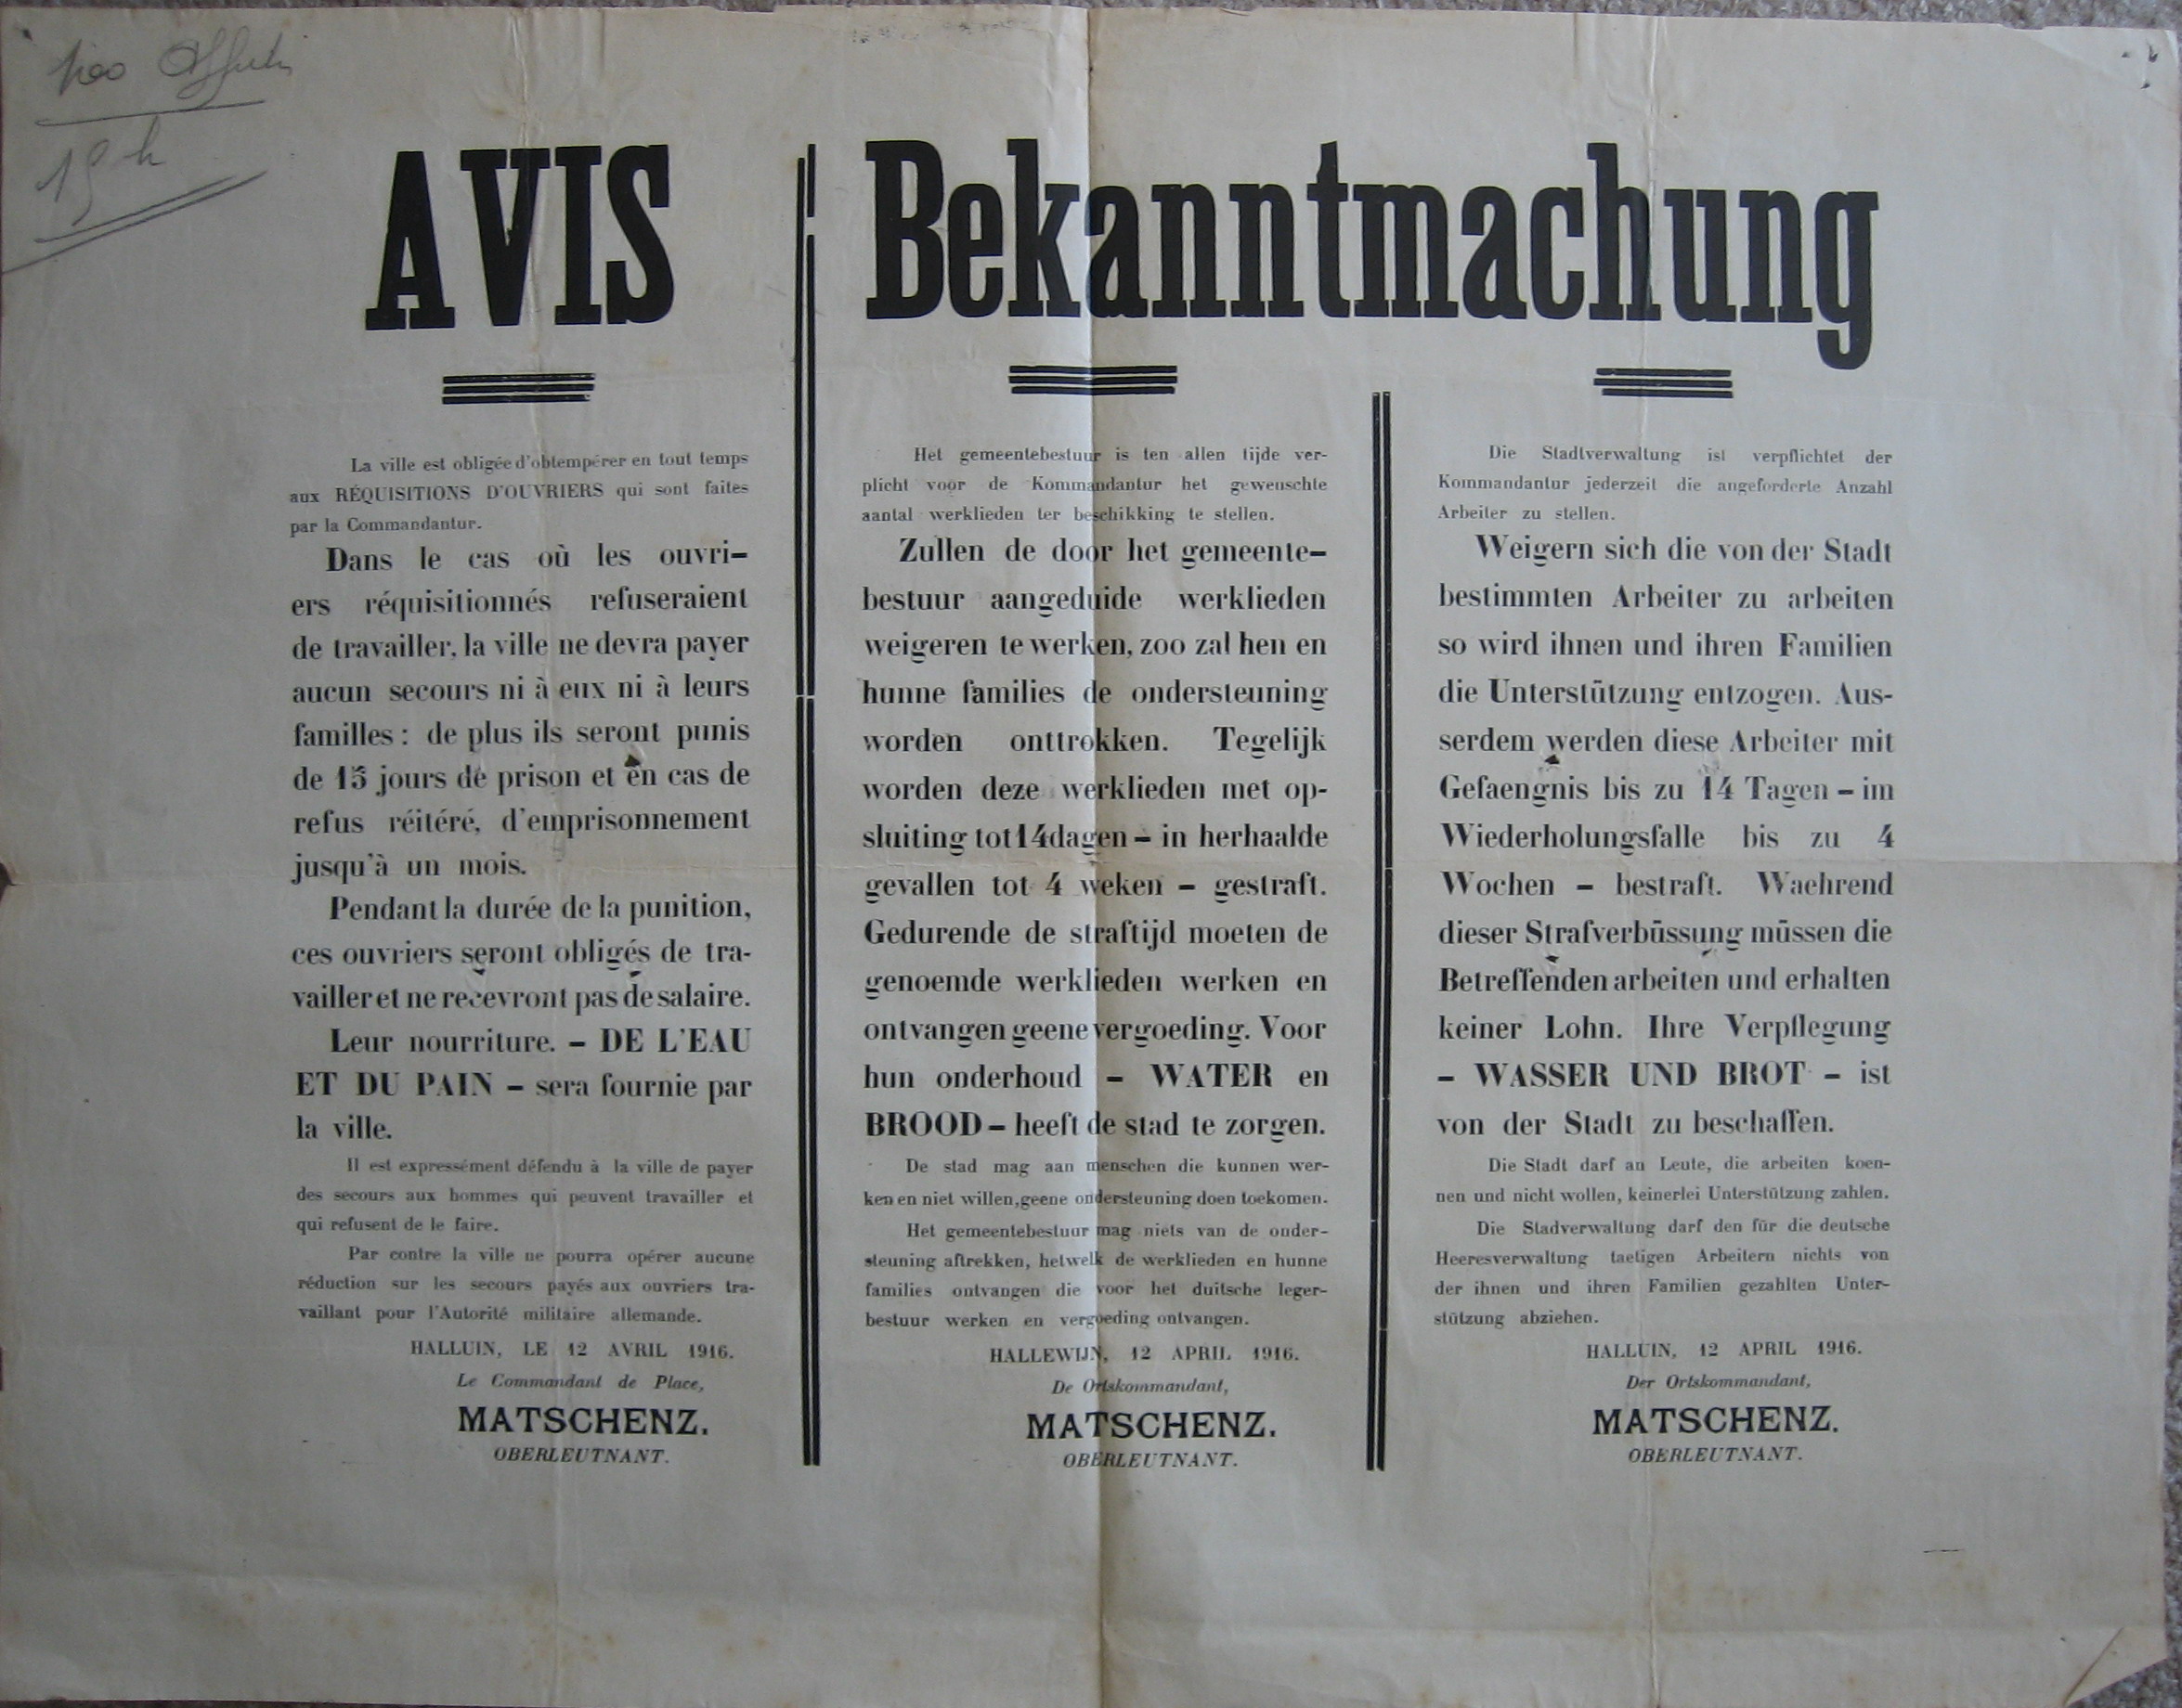 19 h
AVIS
La ville est obligée d'obtempérer en tout temps
aux RÉQUISITIONS D'OUVRIERS qui sont faites
par la Commandantur.
Dans le cas où les ouvri–
ers réquisitionnés refuseraient
de travailler, la ville ne devra payer
aucun secours ni à eux ni à leurs
familles : de plus ils seront punis
de 15 jours de prison et en cas de
refus réitéré, d'emprisonnement
jusqu'à un mois.
Pendant la durée de la punition,
ces ouvriers seront obligés de tra-
vailler et ne recevront pas de salaire.
Leur nourriture. – DE L'EAU
ET DU PAIN – sera fournie par
la ville.
Il est expressément défendu à la ville de payer
des secours aux hommes qui peuvent travailler et
qui refusent de le faire.
Par contre la ville ne pourra opérer aucune
réduction sur les secours payés aux ouvriers tra-
vaillant pour l'Autorité militaire allemande.
HALLUIN, LE 12 AVRIL 1916.
Le Commandant de Place,
MATSCHENZ.
OBERLEUTNANT.
Bekanntmachung
Het gemeentebestuur is ten allen tijde ver-
plicht voor de Kommandantur het geweuschte
aantal werklieden ter beschikking te stellen.
Zullen de door het gemeente–
bestuur aangeduide werklieden
weigeren te werken, zoo zal hen en
hunne families de ondersteuning
worden onttrokken. Tegelijk
worden deze werklieden met op-
sluiting tot 14 dagen – in herhaalde
gevallen tot 4 weken – gestraft.
Gedurende de straftijd moeten de
genoemde werklieden werken en
ontvangen geene vergoeding. Voor
hun onderhoud – WATER en
BROOD – heeft de stad te zorgen.
De stad mag aan menschen die kunnen wer-
ken en niet willen, geene ondersteuning doen toekomen.
Het gemeentebestuur mag niets van de onder-
steuning aftrekken, hetwelk de werklieden en hunne
families ontvangen die voor het duitsche leger-
bestuur werken en vergoeding ontvangen.
HALLEWIJN, 12 APRIL 1916.
De Ortskommandant,
MATSCHENZ.
OBERLEUTNANT.
Die Stadtverwaltung ist verpflichtet der
Kommandantur jederzeit die angeforderte Anzahl
Arbeiter zu stellen.
Weigern sich die von der Stadt
bestimmten Arbeiter zu arbeiten
so wird ihnen und ihren Familien
die Unterstützung entzogen. Aus-
serdem werden diese Arbeiter mit
Gefaengnis bis zu 14 Tagen – im
Wiederholungsfalle bis zu 4
Wochen – bestraft. Waehrend
dieser Strafverbüssung müssen die
Betreffenden arbeiten und erhalten
keiner Lohn. Ihre Verpflegung
– WASSER UND BROT – ist
von der Stadt zu beschaffen.
Die Stadt darf an Leute, die arbeiten koen-
nen und nicht wollen, keinerlei Unterstützung zahlen.
Die Stadverwaltung darf den für die deutsche
Heeresverwaltung taetigen Arbeitern nichts von
der ihnen und ihren Familien gezahlten Unter-
stützung abziehen.
HALLUIN, 12 APRIL 1916.
Der Ortskommandant,
MATSCHENZ.
OBERLEUTNANT.